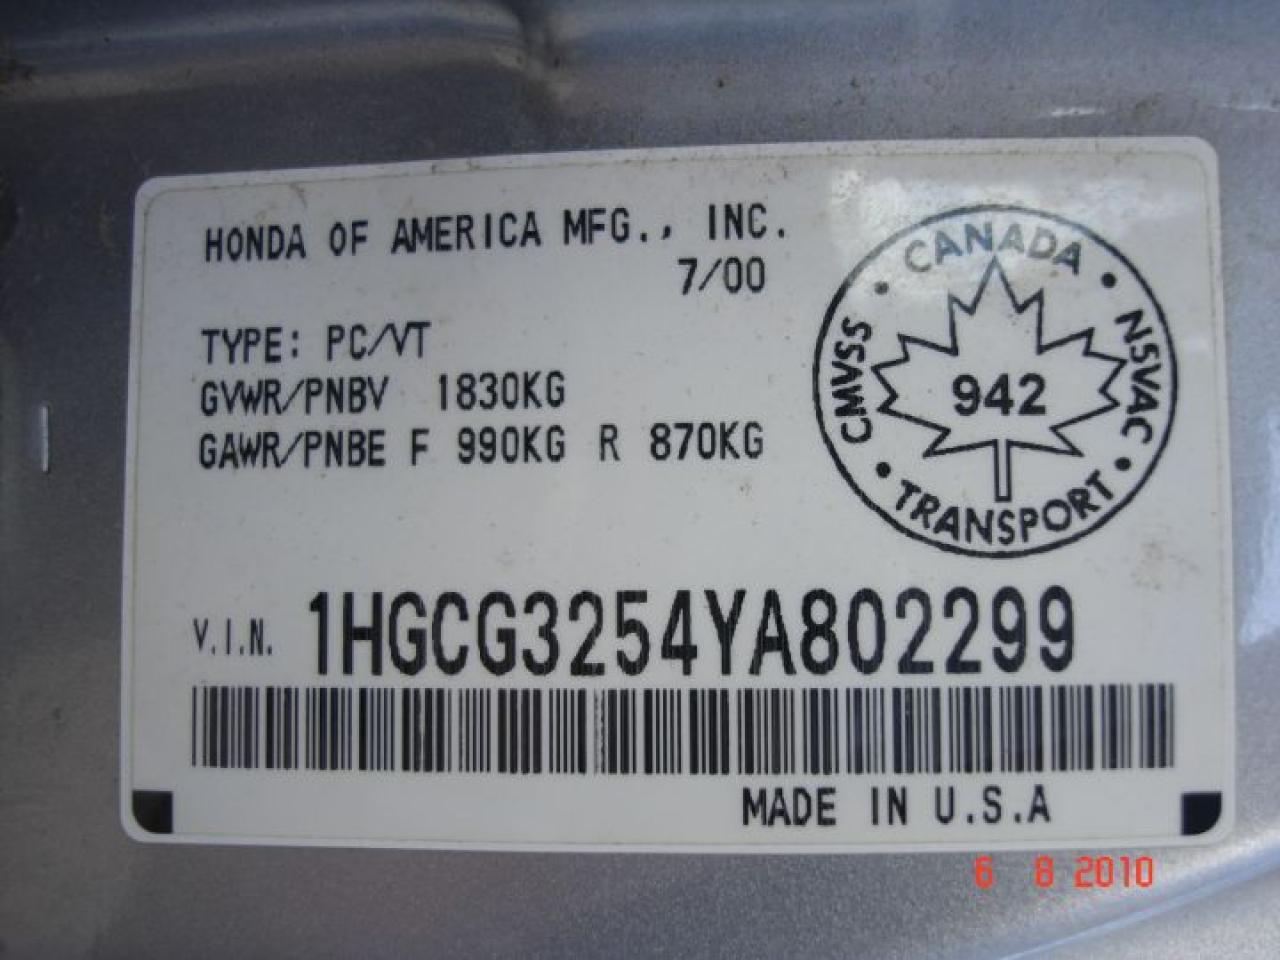 HONDA OF AMERICA MFG., INC.
7/00
TYPE: PC/VT
GVWR/PNBV 1830KG
GAWR/PNBE F 990KG R 870KG
CANADA
CMVSS
NSVAC
942
TRANSPORT
V.I.N. 1HGCG3254YA802299
MADE IN U.S.A
6 8 2010